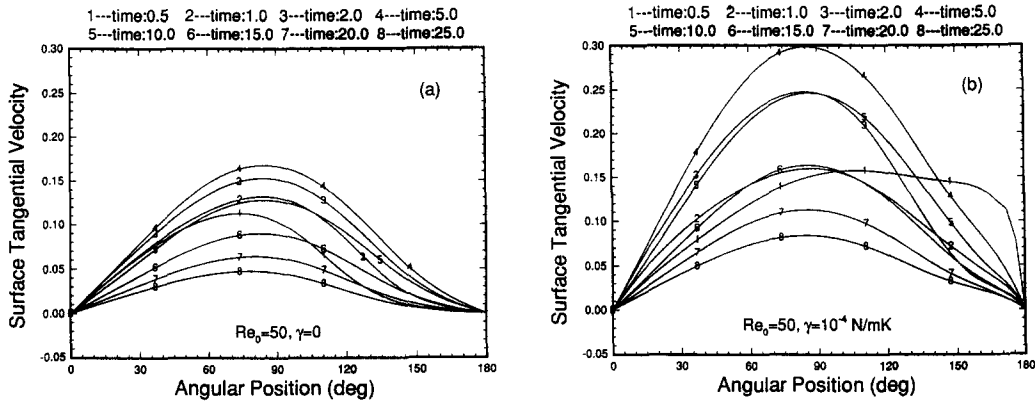 1---time:0.5 2---time:1.0 3---time:2.0 4---time:5.0
5---time:10.0 6---time:15.0 7---time:20.0 8---time:25.0
0.30
0.25
0.20
0.15
0.10
0.05
0.00
-0.05
Surface Tangential Velocity
(a)
Re₀=50, γ=0
0 30 60 90 120 150 180
Angular Position (deg)
1---time:0.5 2---time:1.0 3---time:2.0 4---time:5.0
5---time:10.0 6---time:15.0 7---time:20.0 8---time:25.0
0.30
0.25
0.20
0.15
0.10
0.05
0.00
-0.05
Surface Tangential Velocity
(b)
Re₀=50, γ=10⁻⁴ N/mK
0 30 60 90 120 150 180
Angular Position (deg)